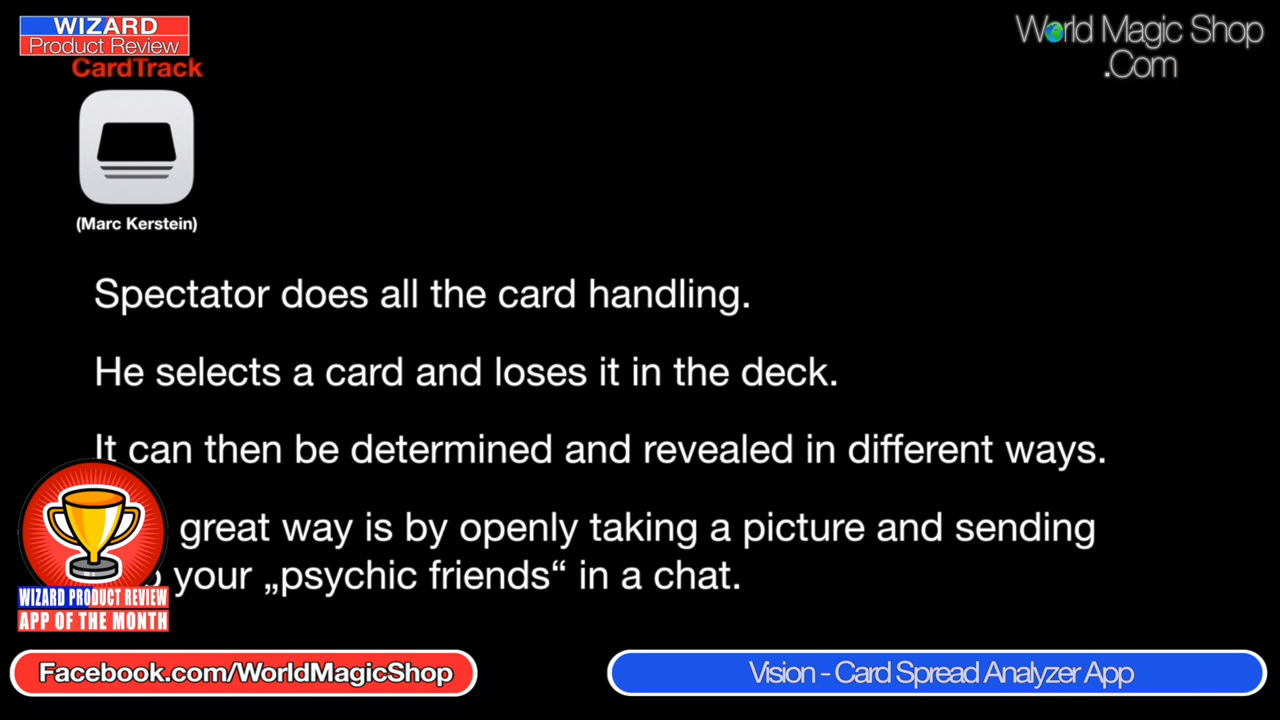 WIZARD
Product Review
World Magic Shop
.Com
CardTrack
(Marc Kerstein)
Spectator does all the card handling.
He selects a card and loses it in the deck.
It can then be determined and revealed in different ways.
great way is by openly taking a picture and sending
your „psychic friends“ in a chat.
WIZARD PRODUCT REVIEW
APP OF THE MONTH
Facebook.com/WorldMagicShop
Vision - Card Spread Analyzer App